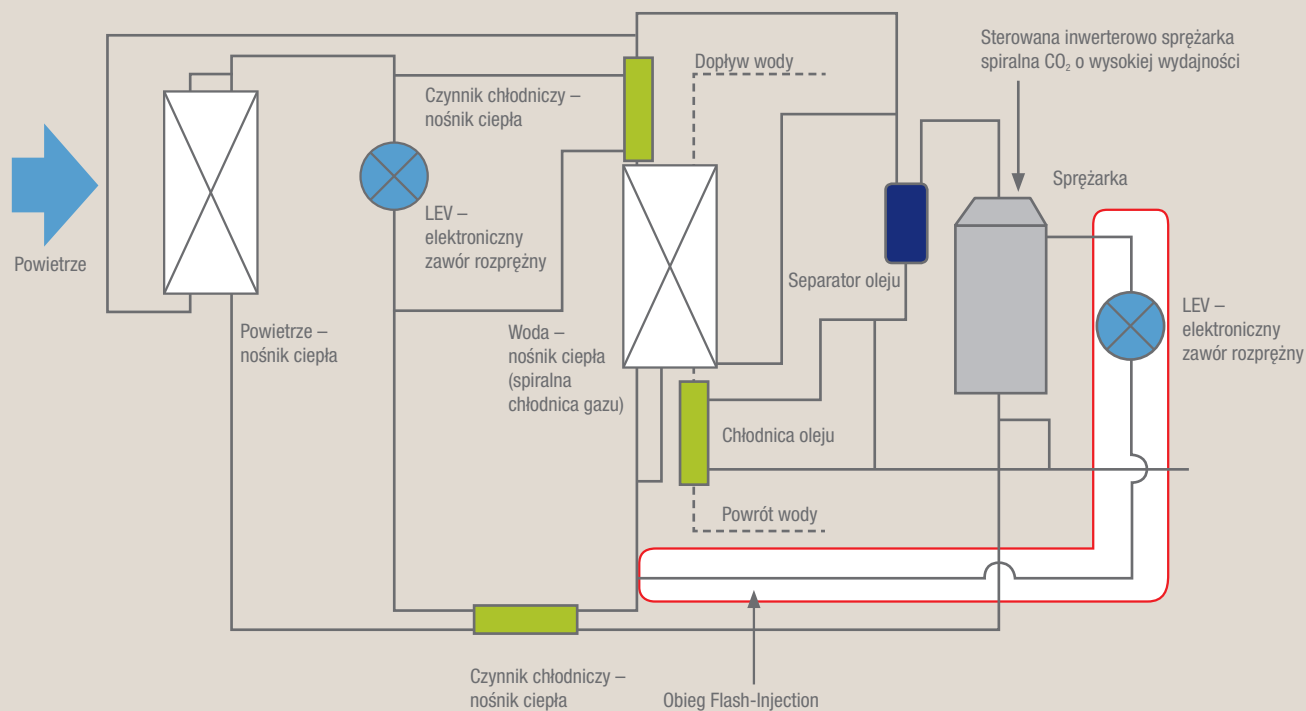 Sterowana inwerterowo sprężarka
spiralna CO₂ o wysokiej wydajności
Dopływ wody
Czynnik chłodniczy –
nośnik ciepła
Sprężarka
LEV –
elektroniczny
zawór rozprężny
Powietrze
Separator oleju
LEV –
elektroniczny
zawór rozprężny
Powietrze –
nośnik ciepła
Woda –
nośnik ciepła
(spiralna
chłodnica gazu)
Chłodnica oleju
Powrót wody
Czynnik chłodniczy –
nośnik ciepła
Obieg Flash-Injection